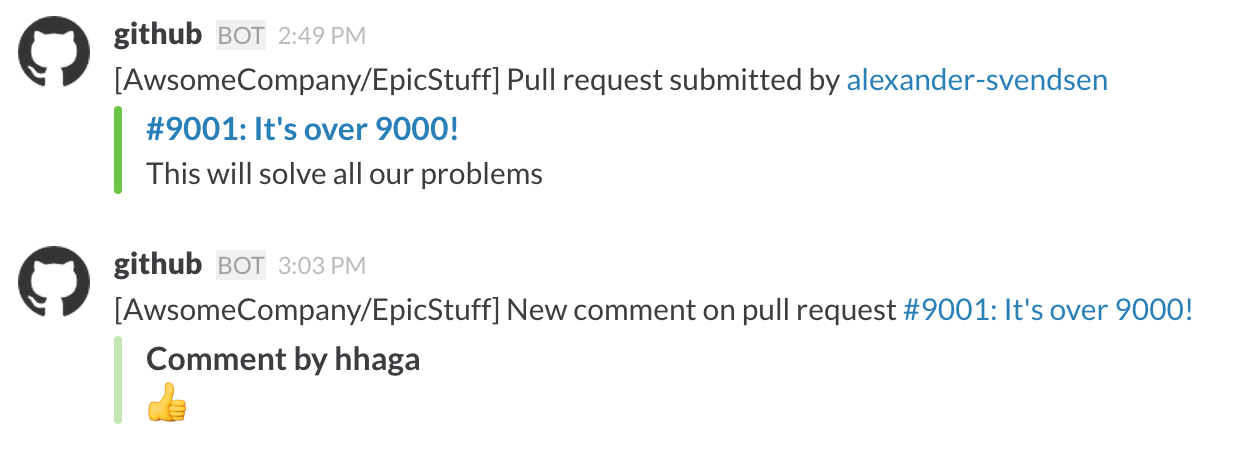 github BOT 2:49 PM
[AwsomeCompany/EpicStuff] Pull request submitted by alexander-svendsen
#9001: It's over 9000!
This will solve all our problems
github BOT 3:03 PM
[AwsomeCompany/EpicStuff] New comment on pull request #9001: It's over 9000!
Comment by hhaga
👍